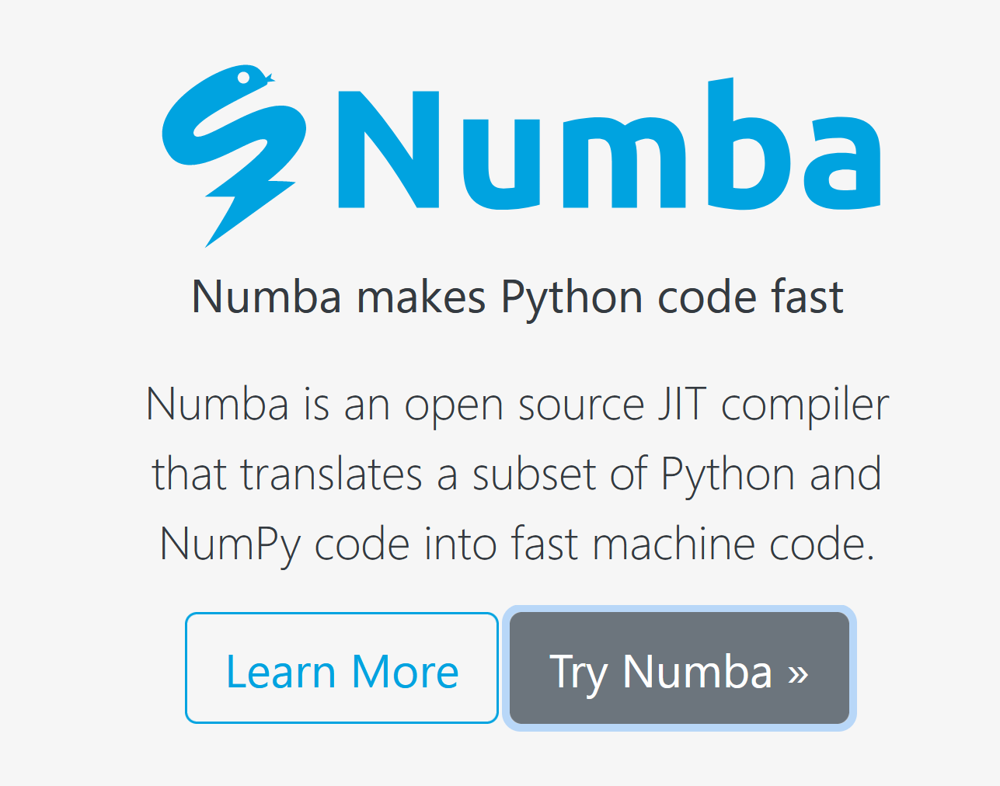 Numba
Numba makes Python code fast
Numba is an open source JIT compiler
that translates a subset of Python and
NumPy code into fast machine code.
Learn More
Try Numba »